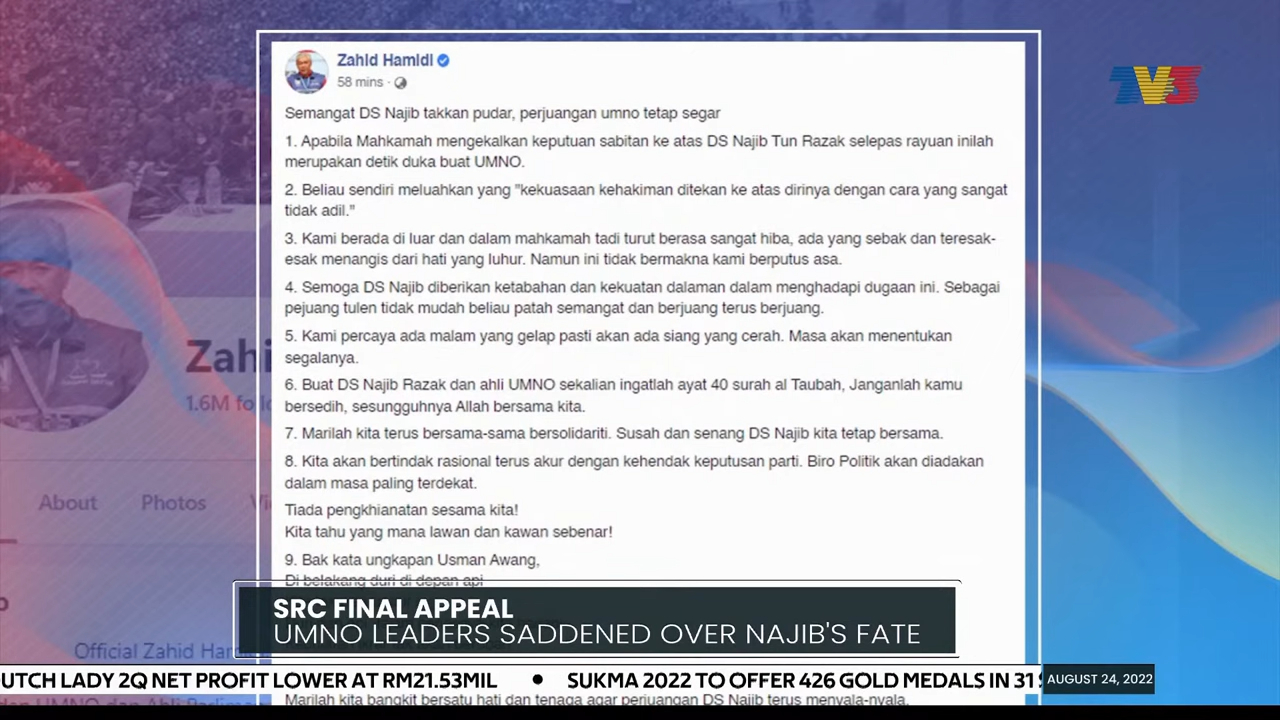 TV3
Zahid Hamidi
58 mins ·
Semangat DS Najib takkan pudar, perjuangan umno tetap segar
1. Apabila Mahkamah mengekalkan keputuan sabitan ke atas DS Najib Tun Razak selepas rayuan inilah
merupakan detik duka buat UMNO.
2. Beliau sendiri meluahkan yang "kekuasaan kehakiman ditekan ke atas dirinya dengan cara yang sangat
tidak adil."
3. Kami berada di luar dan dalam mahkamah tadi turut berasa sangat hiba, ada yang sebak dan teresak-
esak menangis dari hati yang luhur. Namun ini tidak bermakna kami berputus asa.
4. Semoga DS Najib diberikan ketabahan dan kekuatan dalaman dalam menghadapi dugaan ini. Sebagai
pejuang tulen tidak mudah beliau patah semangat dan berjuang terus berjuang.
5. Kami percaya ada malam yang gelap pasti akan ada siang yang cerah. Masa akan menentukan
segalanya.
6. Buat DS Najib Razak dan ahli UMNO sekalian ingatlah ayat 40 surah al Taubah, Janganlah kamu
bersedih, sesungguhnya Allah bersama kita.
7. Marilah kita terus bersama-sama bersolidariti. Susah dan senang DS Najib kita tetap bersama.
8. Kita akan bertindak rasional terus akur dengan kehendak keputusan parti. Biro Politik akan diadakan
dalam masa paling terdekat.
Tiada pengkhianatan sesama kita!
Kita tahu yang mana lawan dan kawan sebenar!
9. Bak kata ungkapan Usman Awang,
Di belakang duri di depan api
Marilah kita bangkit bersatu hati dan tenaga agar perjuangan DS Najib terus menyala-nyala.
Zahi
1.6M fo
About Photos
Official Zahid Ham
SRC FINAL APPEAL
UMNO LEADERS SADDENED OVER NAJIB'S FATE
UTCH LADY 2Q NET PROFIT LOWER AT RM21.53MIL • SUKMA 2022 TO OFFER 426 GOLD MEDALS IN 31 S
AUGUST 24, 2022